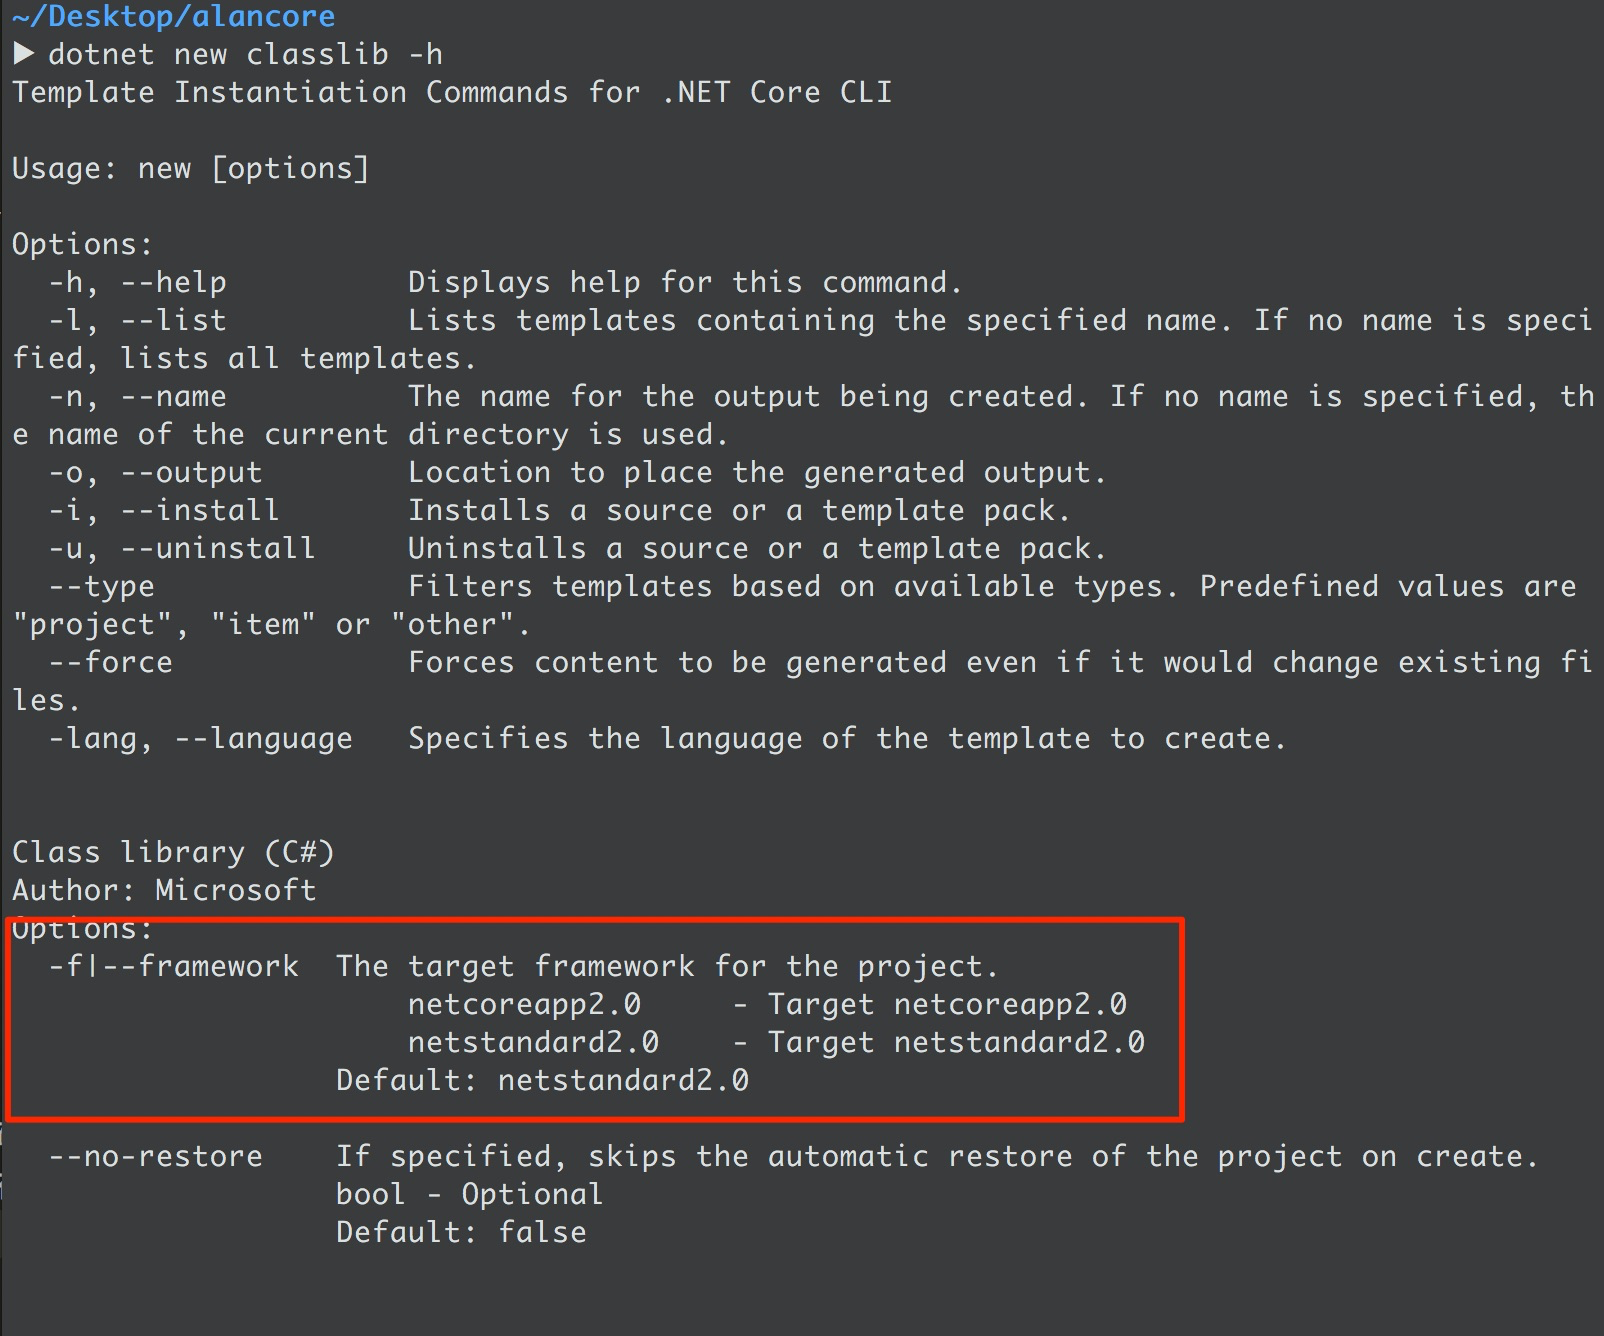 ~/Desktop/alancore
▶ dotnet new classlib -h
Template Instantiation Commands for .NET Core CLI

Usage: new [options]

Options:
  -h, --help          Displays help for this command.
  -l, --list          Lists templates containing the specified name. If no name is speci
fied, lists all templates.
  -n, --name          The name for the output being created. If no name is specified, th
e name of the current directory is used.
  -o, --output        Location to place the generated output.
  -i, --install       Installs a source or a template pack.
  -u, --uninstall     Uninstalls a source or a template pack.
  --type              Filters templates based on available types. Predefined values are
"project", "item" or "other".
  --force             Forces content to be generated even if it would change existing fi
les.
  -lang, --language   Specifies the language of the template to create.


Class library (C#)
Author: Microsoft
Options:
  -f|--framework  The target framework for the project.
                      netcoreapp2.0     - Target netcoreapp2.0
                      netstandard2.0    - Target netstandard2.0
                  Default: netstandard2.0

  --no-restore    If specified, skips the automatic restore of the project on create.
                  bool - Optional
                  Default: false